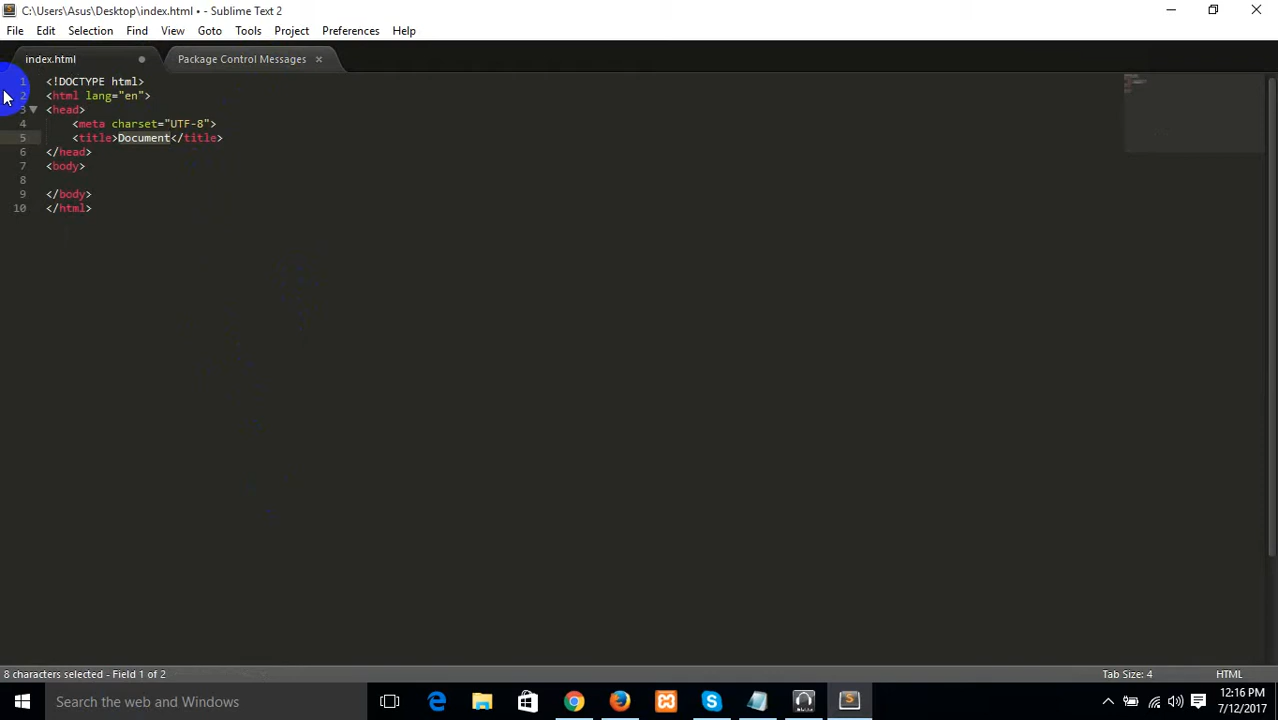 C:\Users\Asus\Desktop\index.html • - Sublime Text 2
File Edit Selection Find View Goto Tools Project Preferences Help
index.html Package Control Messages
1 <!DOCTYPE html>
2 <html lang="en">
3 <head>
4 <meta charset="UTF-8">
5 <title>Document</title>
6 </head>
7 <body>
8
9 </body>
10 </html>
8 characters selected - Field 1 of 2 Tab Size: 4 HTML
Search the web and Windows
12:16 PM
7/12/2017